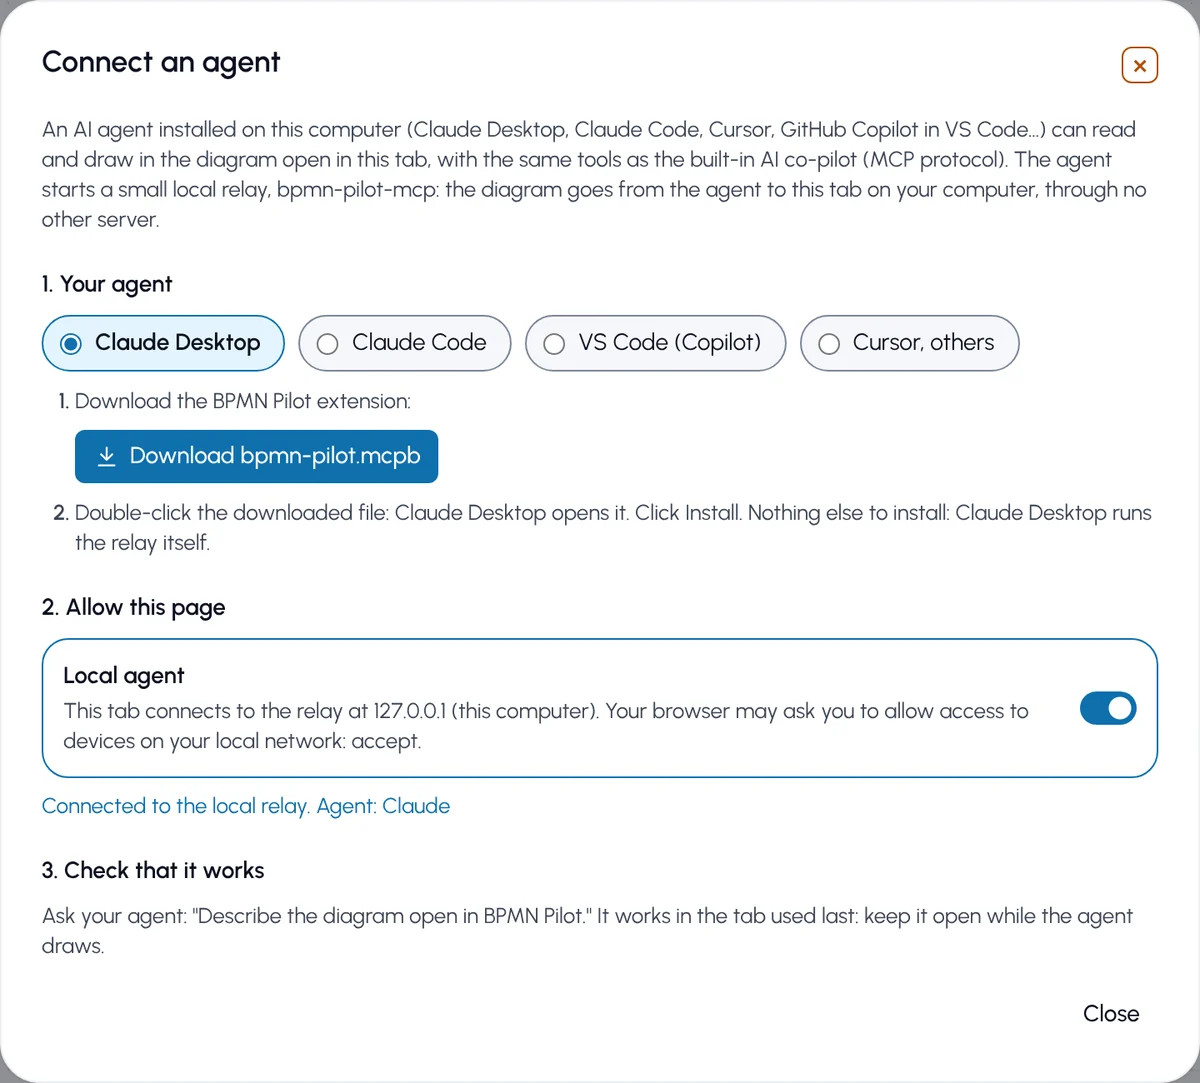 Connect an agent
An AI agent installed on this computer (Claude Desktop, Claude Code, Cursor, GitHub Copilot in VS Code…) can read
and draw in the diagram open in this tab, with the same tools as the built-in AI co-pilot (MCP protocol). The agent
starts a small local relay, bpmn-pilot-mcp: the diagram goes from the agent to this tab on your computer, through no
other server.
1. Your agent
Claude Desktop
Claude Code
VS Code (Copilot)
Cursor, others
1. Download the BPMN Pilot extension:
Download bpmn-pilot.mcpb
2. Double-click the downloaded file: Claude Desktop opens it. Click Install. Nothing else to install: Claude Desktop runs
the relay itself.
2. Allow this page
Local agent
This tab connects to the relay at 127.0.0.1 (this computer). Your browser may ask you to allow access to
devices on your local network: accept.
Connected to the local relay. Agent: Claude
3. Check that it works
Ask your agent: "Describe the diagram open in BPMN Pilot." It works in the tab used last: keep it open while the agent
draws.
Close